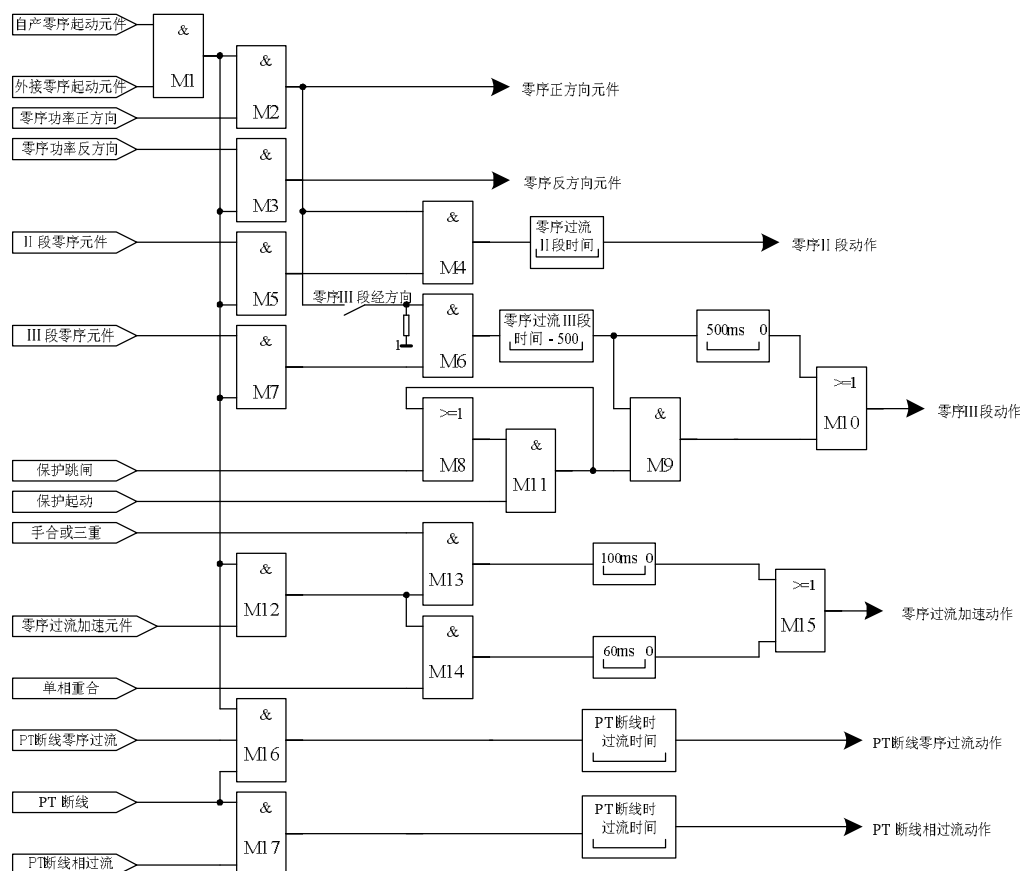 自产零序起动元件
&
M1
外接零序起动元件
&
M2
零序正方向元件
零序功率正方向
零序功率反方向
&
M3
零序反方向元件
II 段零序元件
&
M5
&
M4
零序过流
II段时间
零序II 段动作
零序III 段经方向
1
&
M6
III 段零序元件
&
M7
零序过流III段
时间 - 500
500ms 0
>=1
M10
零序III段动作
>=1
M8
&
M11
&
M9
保护跳闸
保护起动
手合或三重
&
M13
100ms 0
&
M12
>=1
M15
零序过流加速动作
零序过流加速元件
&
M14
60ms 0
单相重合
&
M16
PT断线零序过流
PT断线时
过流时间
PT断线零序过流动作
PT 断线
&
M17
PT断线时
过流时间
PT 断线相过流动作
PT断线相过流